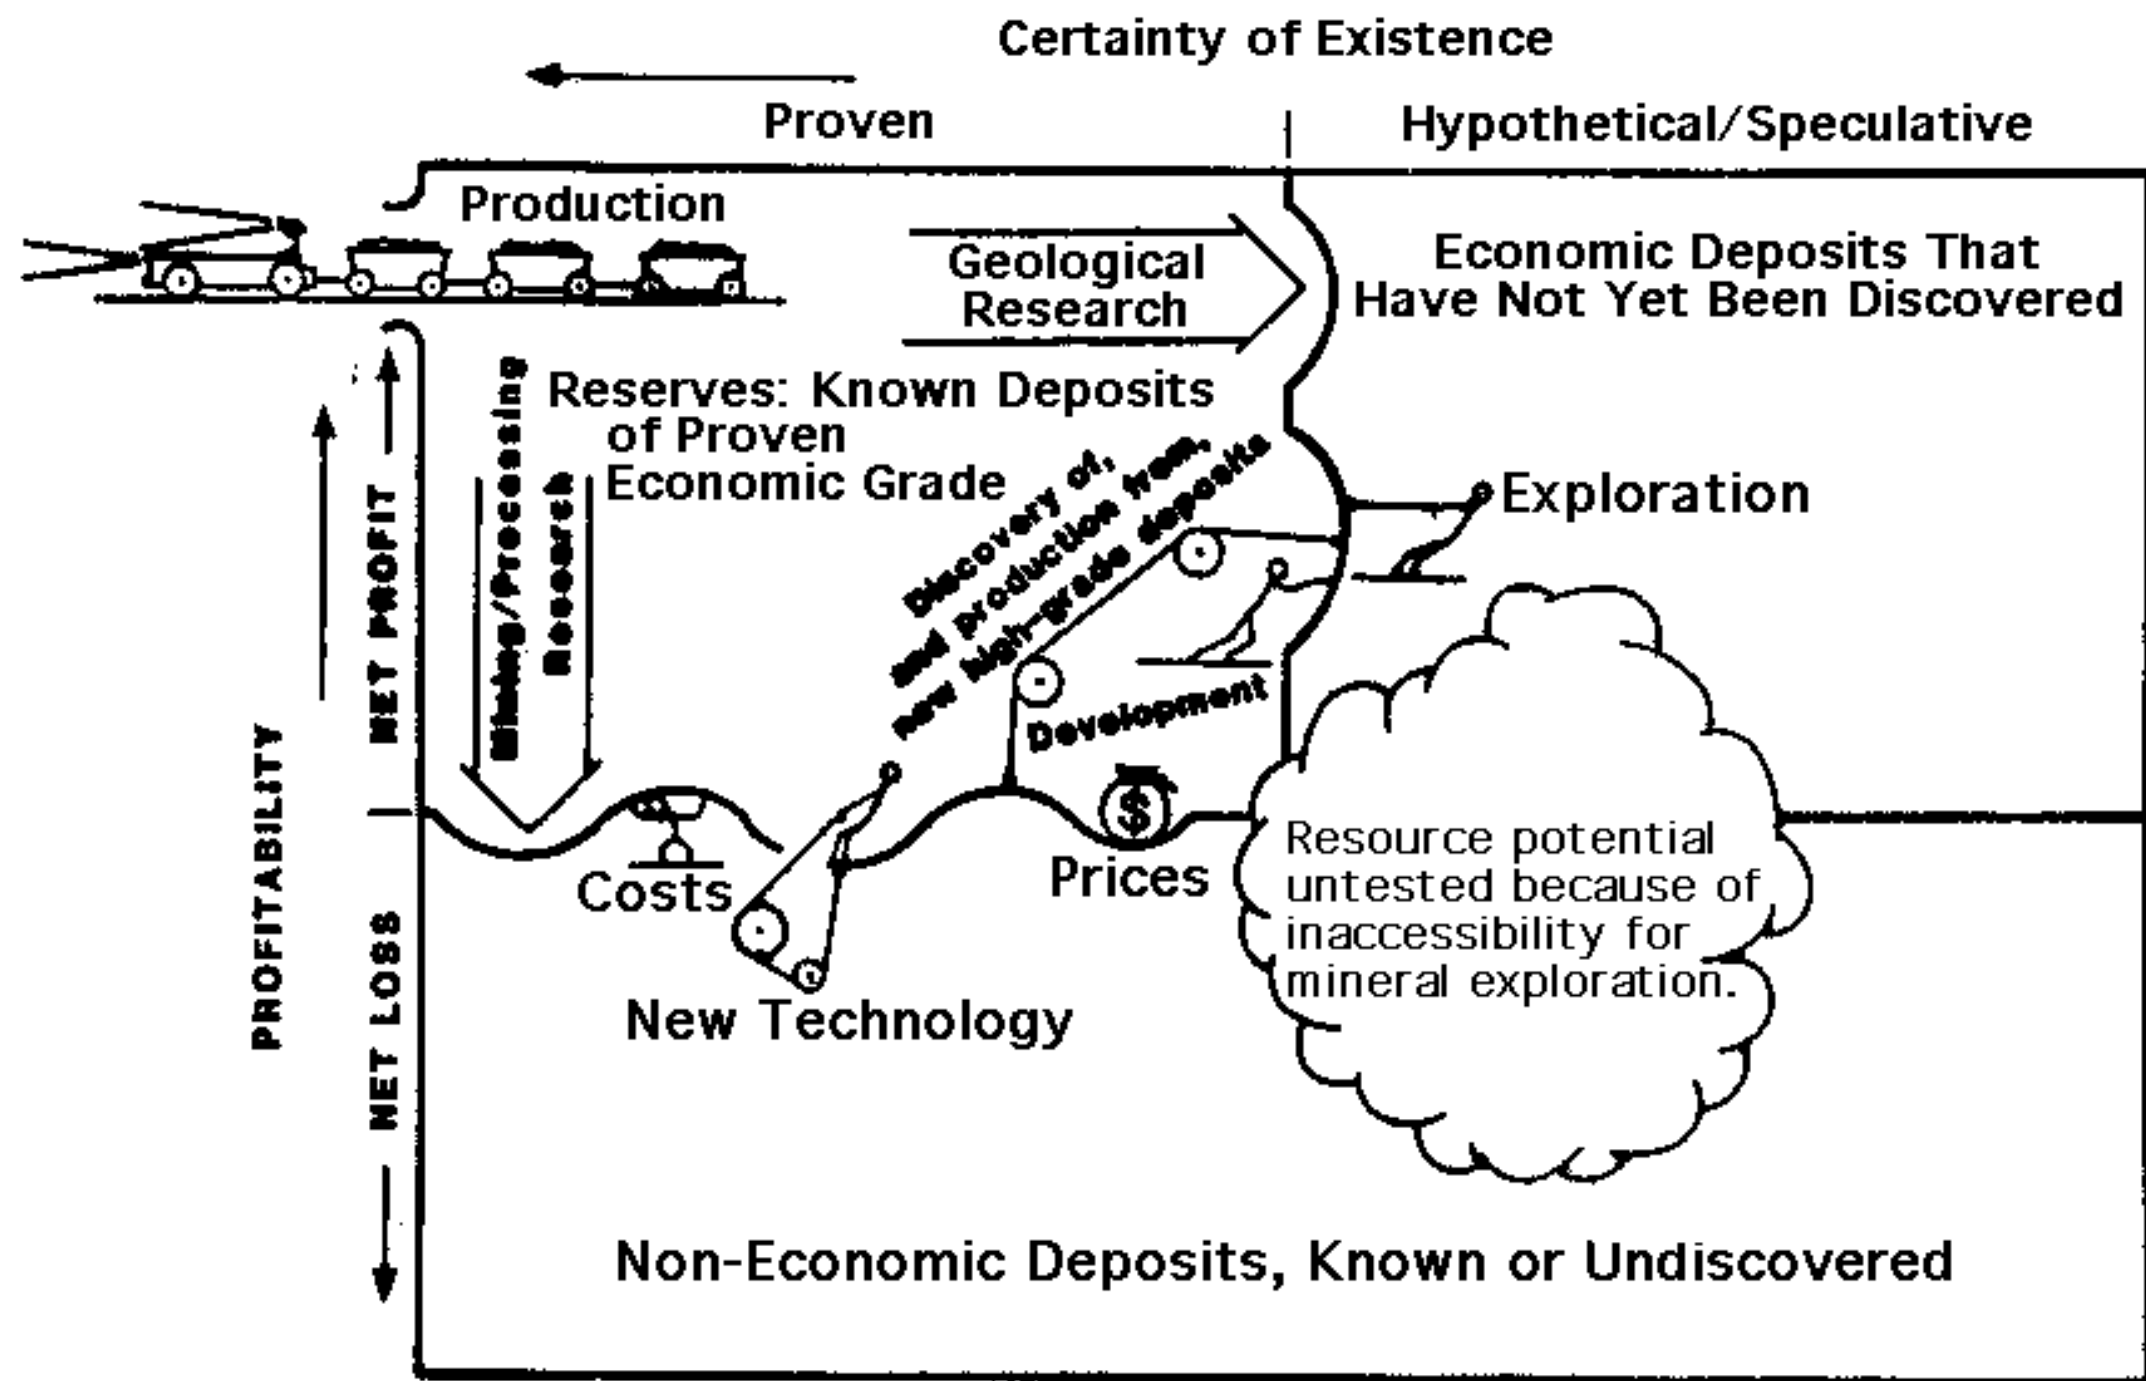 Certainty of Existence
Proven
Hypothetical/Speculative
Production
Geological
Research
Economic Deposits That
Have Not Yet Been Discovered
Reserves: Known Deposits
of Proven
Economic Grade
Mining/Processing
Research
Discovery of,
and production from,
new high-grade deposits
Exploration
Development
NET PROFIT
PROFITABILITY
NET LOSS
$
Costs
Prices
New Technology
Resource potential
untested because of
inaccessibility for
mineral exploration.
Non-Economic Deposits, Known or Undiscovered